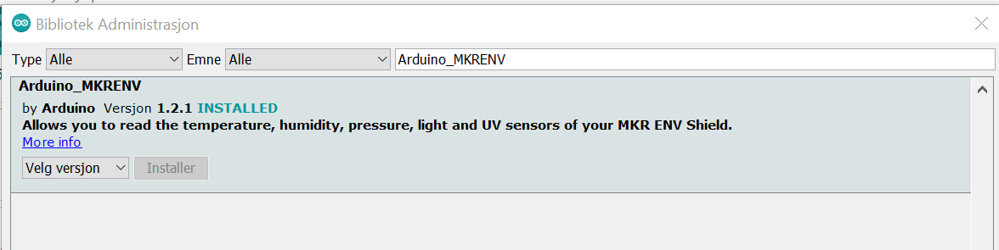 Bibliotek Administrasjon
Type Alle Emne Alle Arduino_MKRENV
Arduino_MKRENV
by Arduino Versjon 1.2.1 INSTALLED
Allows you to read the temperature, humidity, pressure, light and UV sensors of your MKR ENV Shield.
More info
Velg versjon Installer